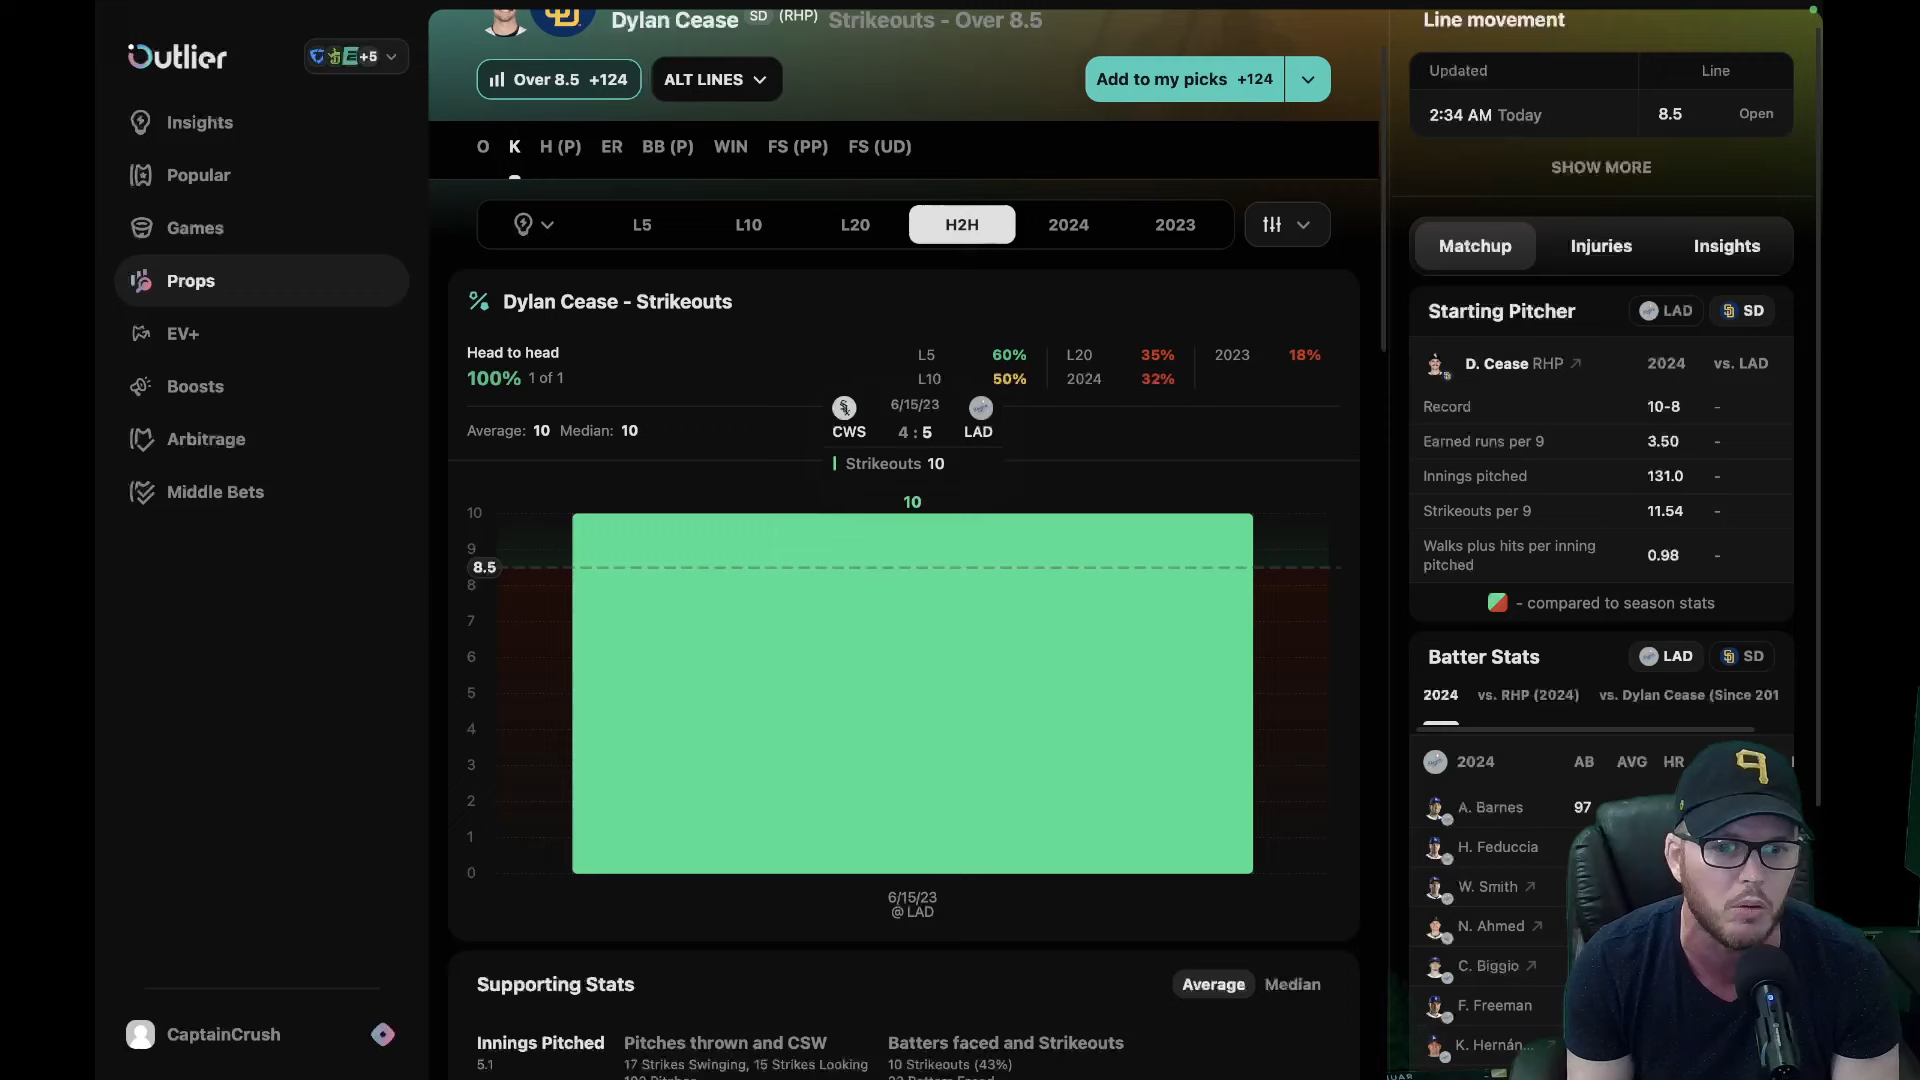 Outlier
+5
Insights
Popular
Games
Props
EV+
Boosts
Arbitrage
Middle Bets
CaptainCrush
Dylan Cease SD (RHP) Strikeouts - Over 8.5
Over 8.5 +124
ALT LINES
Add to my picks +124
O K H (P) ER BB (P) WIN FS (PP) FS (UD)
L5 L10 L20 H2H 2024 2023
Dylan Cease - Strikeouts
Head to head
100% 1 of 1
L5 60% L20 35% 2023 18%
L10 50% 2024 32%
Average: 10 Median: 10
6/15/23
CWS 4 : 5 LAD
Strikeouts 10
10
10
9
8.5
8
7
6
5
4
3
2
1
0
6/15/23
@ LAD
Supporting Stats
Average Median
Innings Pitched
5.1
Pitches thrown and CSW
17 Strikes Swinging, 15 Strikes Looking
Batters faced and Strikeouts
10 Strikeouts (43%)
Line movement
Updated Line
2:34 AM Today 8.5 Open
SHOW MORE
Matchup Injuries Insights
Starting Pitcher LAD SD
D. Cease RHP 2024 vs. LAD
Record 10-8 -
Earned runs per 9 3.50 -
Innings pitched 131.0 -
Strikeouts per 9 11.54 -
Walks plus hits per inning
pitched 0.98 -
- compared to season stats
Batter Stats LAD SD
2024 vs. RHP (2024) vs. Dylan Cease (Since 201
2024 AB AVG HR
A. Barnes 97
H. Feduccia
W. Smith
N. Ahmed
C. Biggio
F. Freeman
K. Hernán...